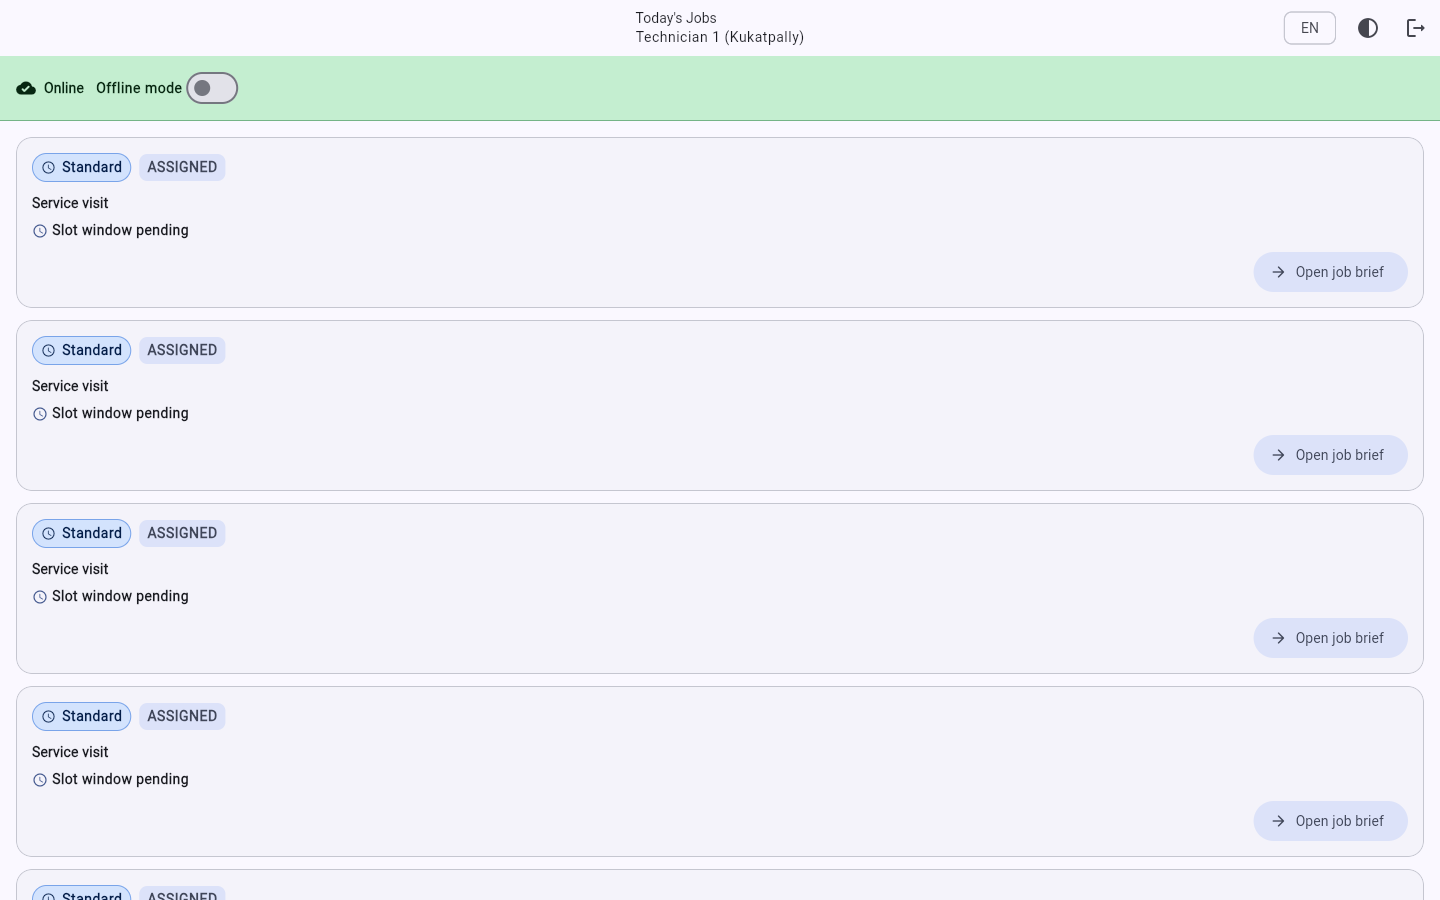 Today's Jobs
Technician 1 (Kukatpally)
EN
Online Offline mode
Standard ASSIGNED
Service visit
Slot window pending
Open job brief
Standard ASSIGNED
Service visit
Slot window pending
Open job brief
Standard ASSIGNED
Service visit
Slot window pending
Open job brief
Standard ASSIGNED
Service visit
Slot window pending
Open job brief
Standard ASSIGNED